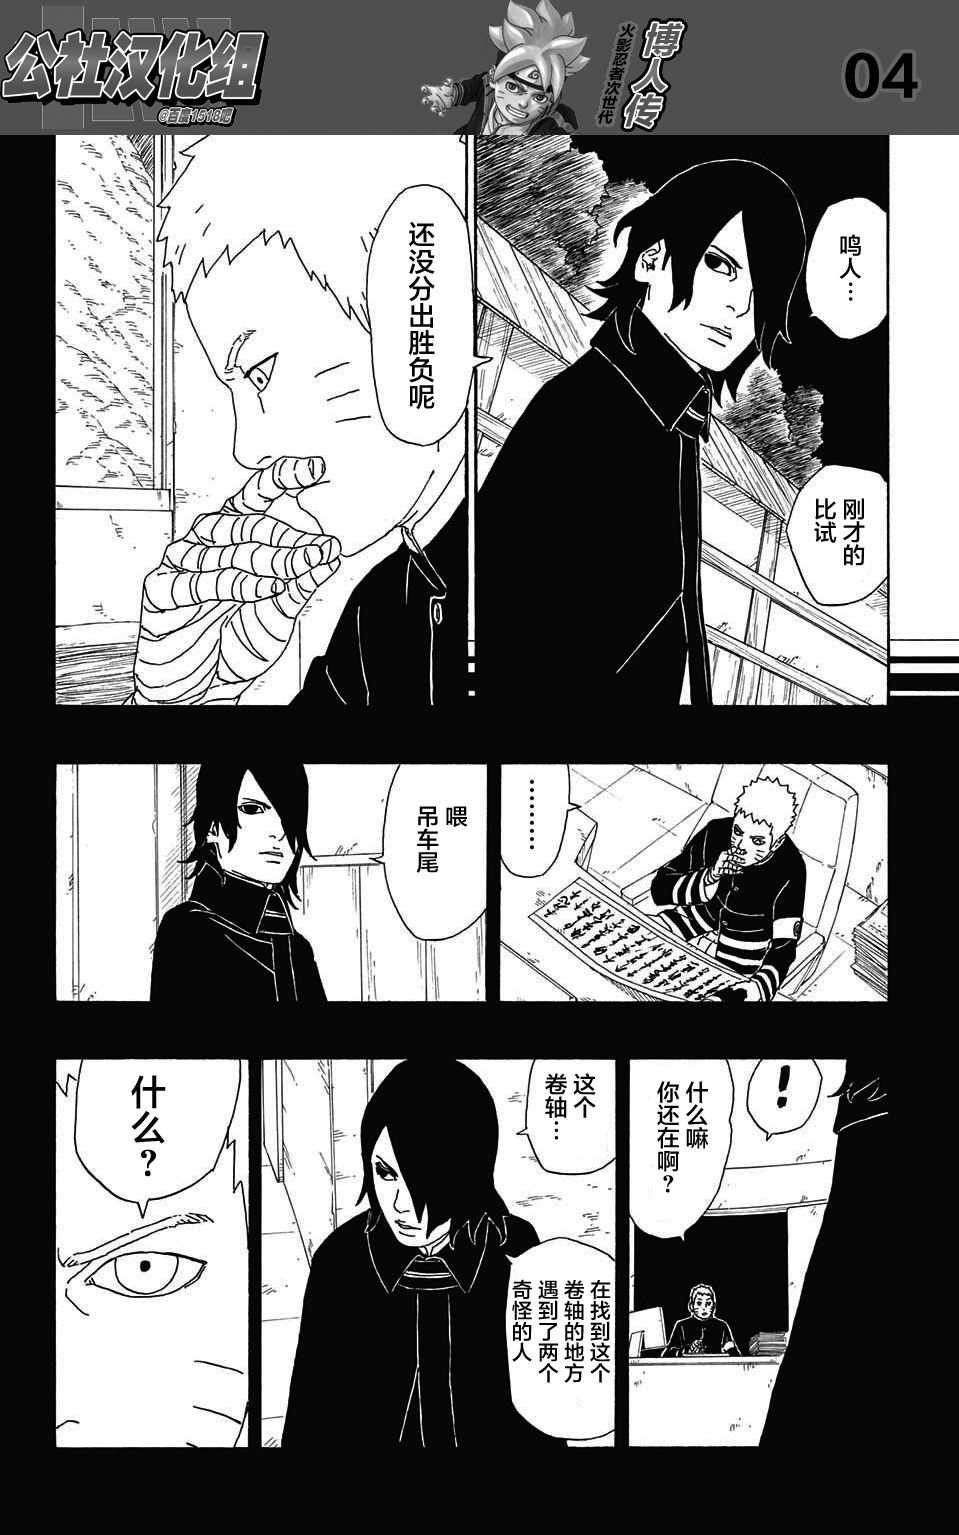 公社汉化组
@百度1516吧
火影忍者次世代
博人传
04
鸣人…
刚才的
比试
还没分出胜负呢
………
喂
吊车尾
！
什么嘛
你还在啊?
这个
卷轴…
在找到这个
卷轴的地方
遇到了两个
奇怪的人
什么?